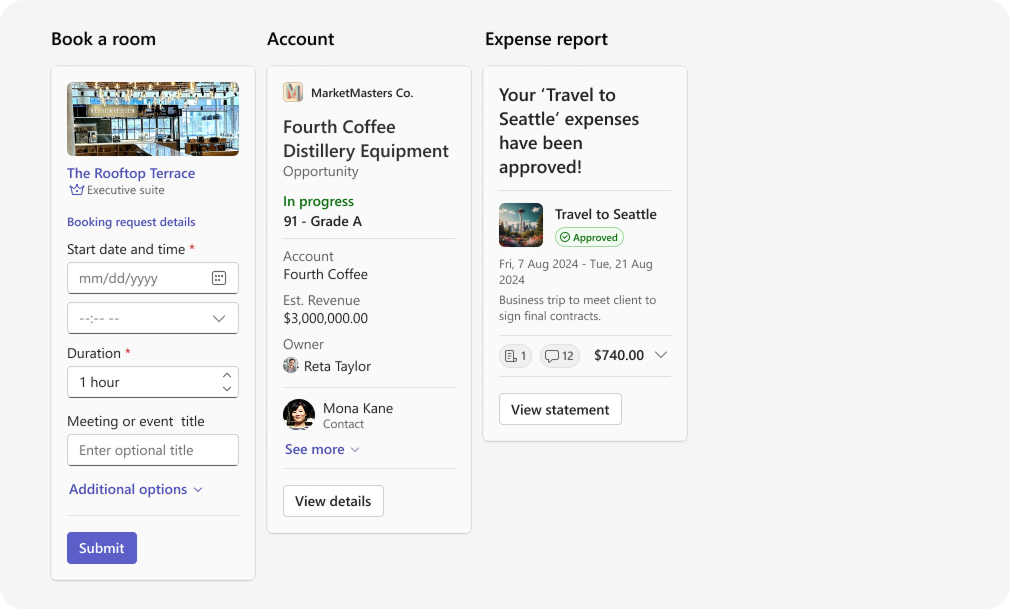 Book a room
The Rooftop Terrace
Executive suite
Booking request details
Start date and time *
mm/dd/yyyy
--:-- --
Duration *
1 hour
Meeting or event  title
Enter optional title
Additional options
Submit
Account
MarketMasters Co.
Fourth Coffee
Distillery Equipment
Opportunity
In progress
91 - Grade A
Account
Fourth Coffee
Est. Revenue
$3,000,000.00
Owner
Reta Taylor
Mona Kane
Contact
See more
View details
Expense report
Your ‘Travel to
Seattle’ expenses
have been
approved!
Travel to Seattle
Approved
Fri, 7 Aug 2024 - Tue, 21 Aug
2024
Business trip to meet client to
sign final contracts.
1 12 $740.00
View statement